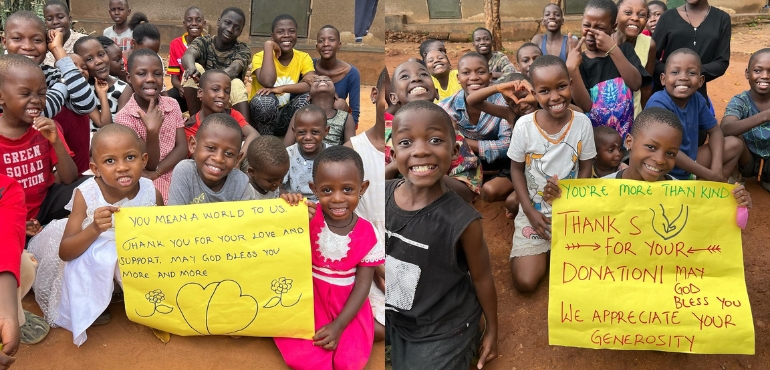 GREEN
SQUAD
SECTION
YOU MEAN A WORLD TO US.
THANK YOU FOR YOUR LOVE AND
SUPPORT, MAY GOD BLESS YOU
MORE AND MORE
YOU'RE MORE THAN KIND
THANKS
FOR YOUR
DONATION! MAY
GOD
BLESS YOU
WE APPRECIATE YOUR
GENEROSITY